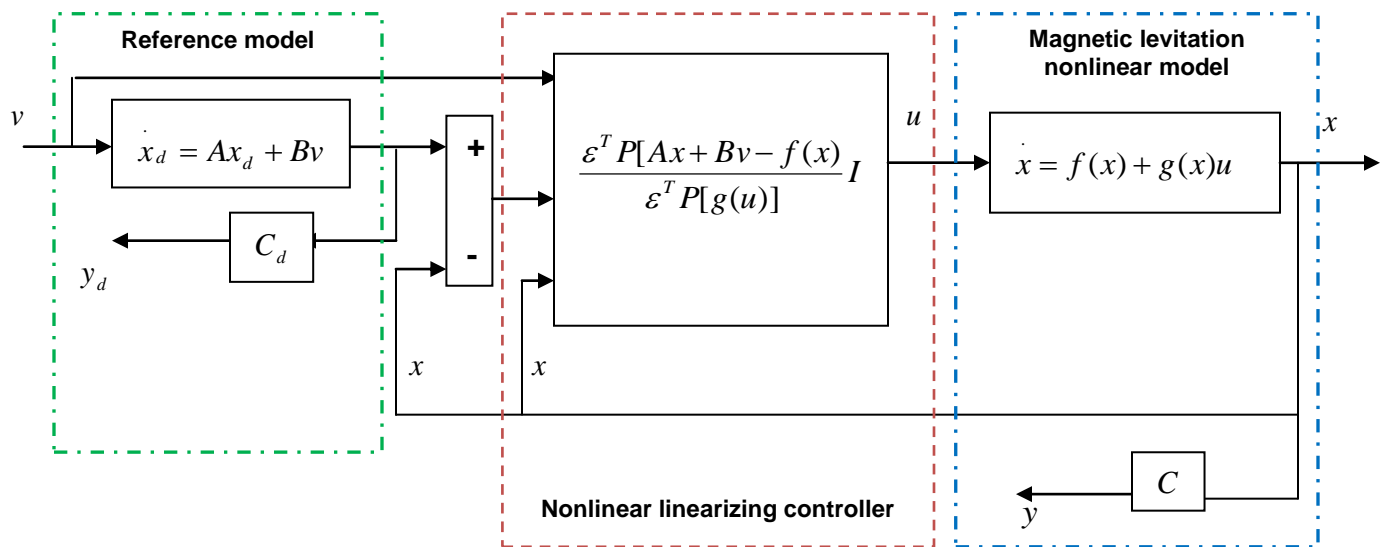 Reference model
Magnetic levitation
nonlinear model
v
ẋ_d = Ax_d + Bv
+
-
C_d
y_d
ε^T P[Ax + Bv − f(x)
ε^T P[g(u)]
I
u
ẋ = f(x) + g(x)u
x
x
x
C
y
Nonlinear linearizing controller